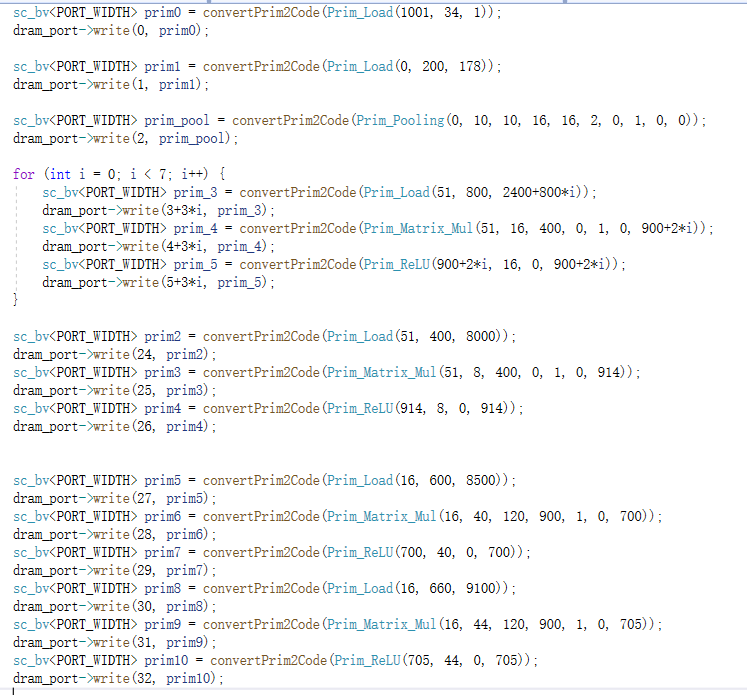 sc_bv<PORT_WIDTH> prim0 = convertPrim2Code(Prim_Load(1001, 34, 1));
dram_port->write(0, prim0);
sc_bv<PORT_WIDTH> prim1 = convertPrim2Code(Prim_Load(0, 200, 178));
dram_port->write(1, prim1);
sc_bv<PORT_WIDTH> prim_pool = convertPrim2Code(Prim_Pooling(0, 10, 10, 16, 16, 2, 0, 1, 0, 0));
dram_port->write(2, prim_pool);
for (int i = 0; i < 7; i++) {
sc_bv<PORT_WIDTH> prim_3 = convertPrim2Code(Prim_Load(51, 800, 2400+800*i));
dram_port->write(3+3*i, prim_3);
sc_bv<PORT_WIDTH> prim_4 = convertPrim2Code(Prim_Matrix_Mul(51, 16, 400, 0, 1, 0, 900+2*i));
dram_port->write(4+3*i, prim_4);
sc_bv<PORT_WIDTH> prim_5 = convertPrim2Code(Prim_ReLU(900+2*i, 16, 0, 900+2*i));
dram_port->write(5+3*i, prim_5);
}
sc_bv<PORT_WIDTH> prim2 = convertPrim2Code(Prim_Load(51, 400, 8000));
dram_port->write(24, prim2);
sc_bv<PORT_WIDTH> prim3 = convertPrim2Code(Prim_Matrix_Mul(51, 8, 400, 0, 1, 0, 914));
dram_port->write(25, prim3);
sc_bv<PORT_WIDTH> prim4 = convertPrim2Code(Prim_ReLU(914, 8, 0, 914));
dram_port->write(26, prim4);
sc_bv<PORT_WIDTH> prim5 = convertPrim2Code(Prim_Load(16, 600, 8500));
dram_port->write(27, prim5);
sc_bv<PORT_WIDTH> prim6 = convertPrim2Code(Prim_Matrix_Mul(16, 40, 120, 900, 1, 0, 700));
dram_port->write(28, prim6);
sc_bv<PORT_WIDTH> prim7 = convertPrim2Code(Prim_ReLU(700, 40, 0, 700));
dram_port->write(29, prim7);
sc_bv<PORT_WIDTH> prim8 = convertPrim2Code(Prim_Load(16, 660, 9100));
dram_port->write(30, prim8);
sc_bv<PORT_WIDTH> prim9 = convertPrim2Code(Prim_Matrix_Mul(16, 44, 120, 900, 1, 0, 705));
dram_port->write(31, prim9);
sc_bv<PORT_WIDTH> prim10 = convertPrim2Code(Prim_ReLU(705, 44, 0, 705));
dram_port->write(32, prim10);